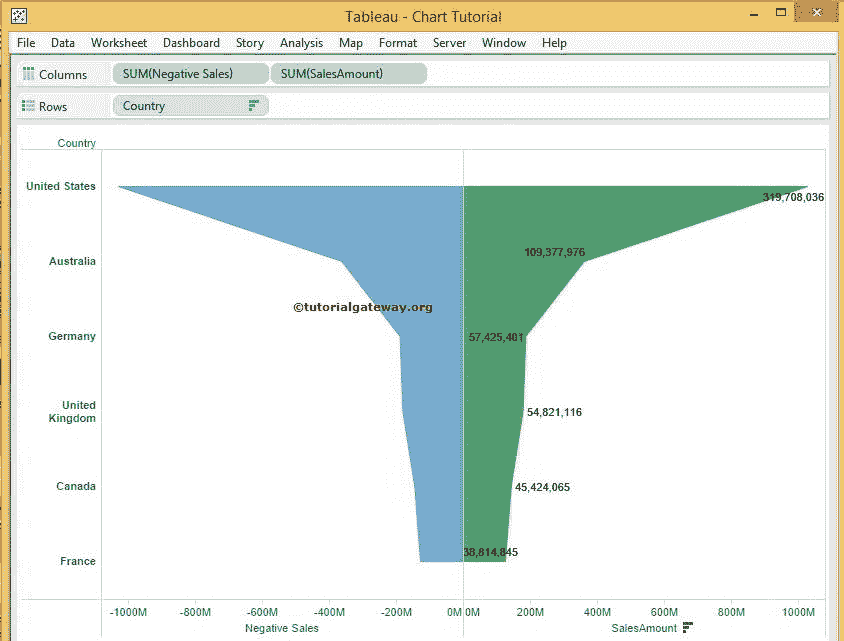 Tableau - Chart Tutorial
File Data Worksheet Dashboard Story Analysis Map Format Server Window Help
Columns SUM(Negative Sales) SUM(SalesAmount)
Rows Country
Country
United States
319,708,036
Australia
109,377,976
©tutorialgateway.org
Germany
57,425,401
United
Kingdom
54,821,116
Canada
45,424,065
France
38,814,845
-1000M -800M -600M -400M -200M 0M 0M 200M 400M 600M 800M 1000M
Negative Sales SalesAmount